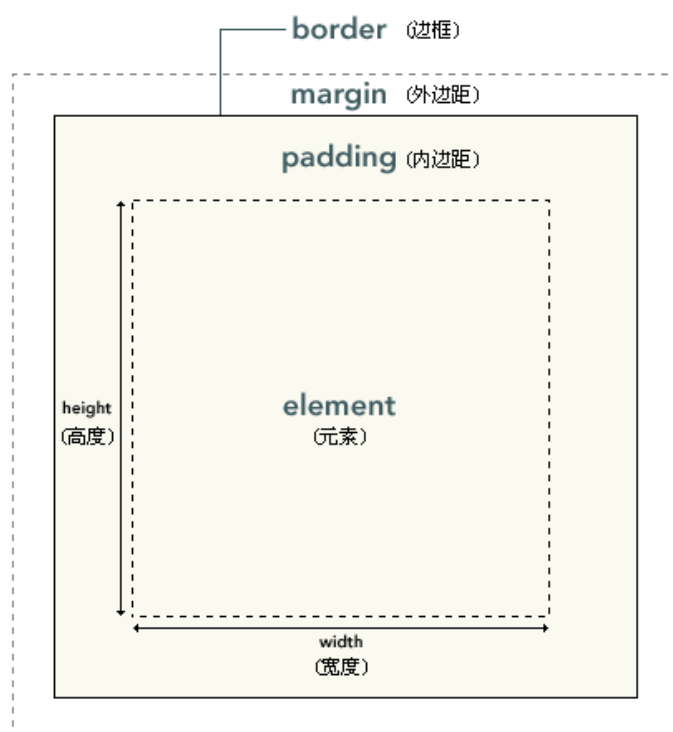 border (边框)
margin (外边距)
padding (内边距)
height
(高度)
element
(元素)
width
(宽度)